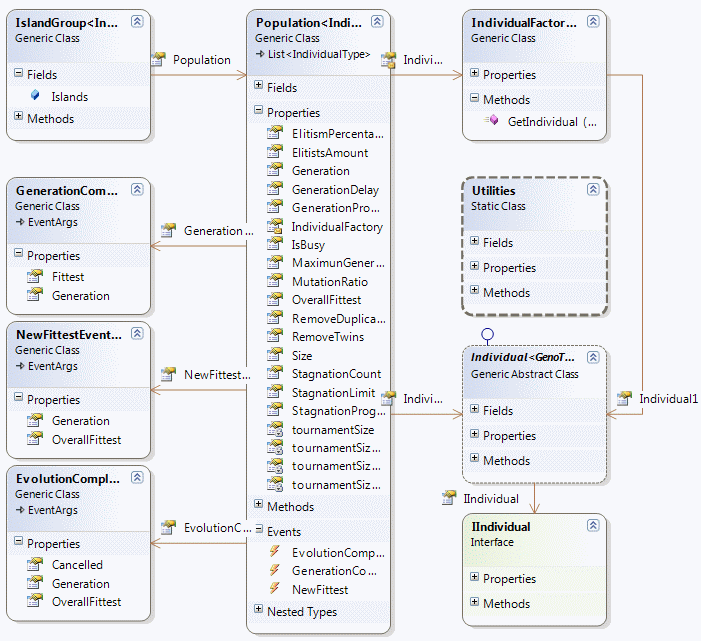 IslandGroup<In...
Generic Class
Fields
Islands
Methods
Population
Population<Indi...
Generic Class
List<IndividualType>
Fields
Properties
ElitismPercenta...
ElitistsAmount
Generation
GenerationDelay
GenerationPro...
IndividualFactory
IsBusy
MaximunGener...
MutationRatio
OverallFittest
RemoveDuplica...
RemoveTwins
Size
StagnationCount
StagnationLimit
StagnationProg...
tournamentSize
tournamentSiz...
tournamentSiz...
tournamentSiz...
Methods
Events
EvolutionComp...
GenerationCo...
NewFittest
Nested Types
Individ...
IndividualFactor...
Generic Class
Properties
Methods
GetIndividual (...
GenerationCom...
Generic Class
EventArgs
Properties
Fittest
Generation
Generation ...
NewFittestEvent...
Generic Class
EventArgs
Properties
Generation
OverallFittest
NewFittest...
EvolutionCompl...
Generic Class
EventArgs
Properties
Cancelled
Generation
OverallFittest
EvolutionC...
Utilities
Static Class
Fields
Properties
Methods
Individ...
Individual<GenoT...
Generic Abstract Class
Fields
Properties
Methods
Individual1
IIndividual
IIndividual
Interface
Properties
Methods